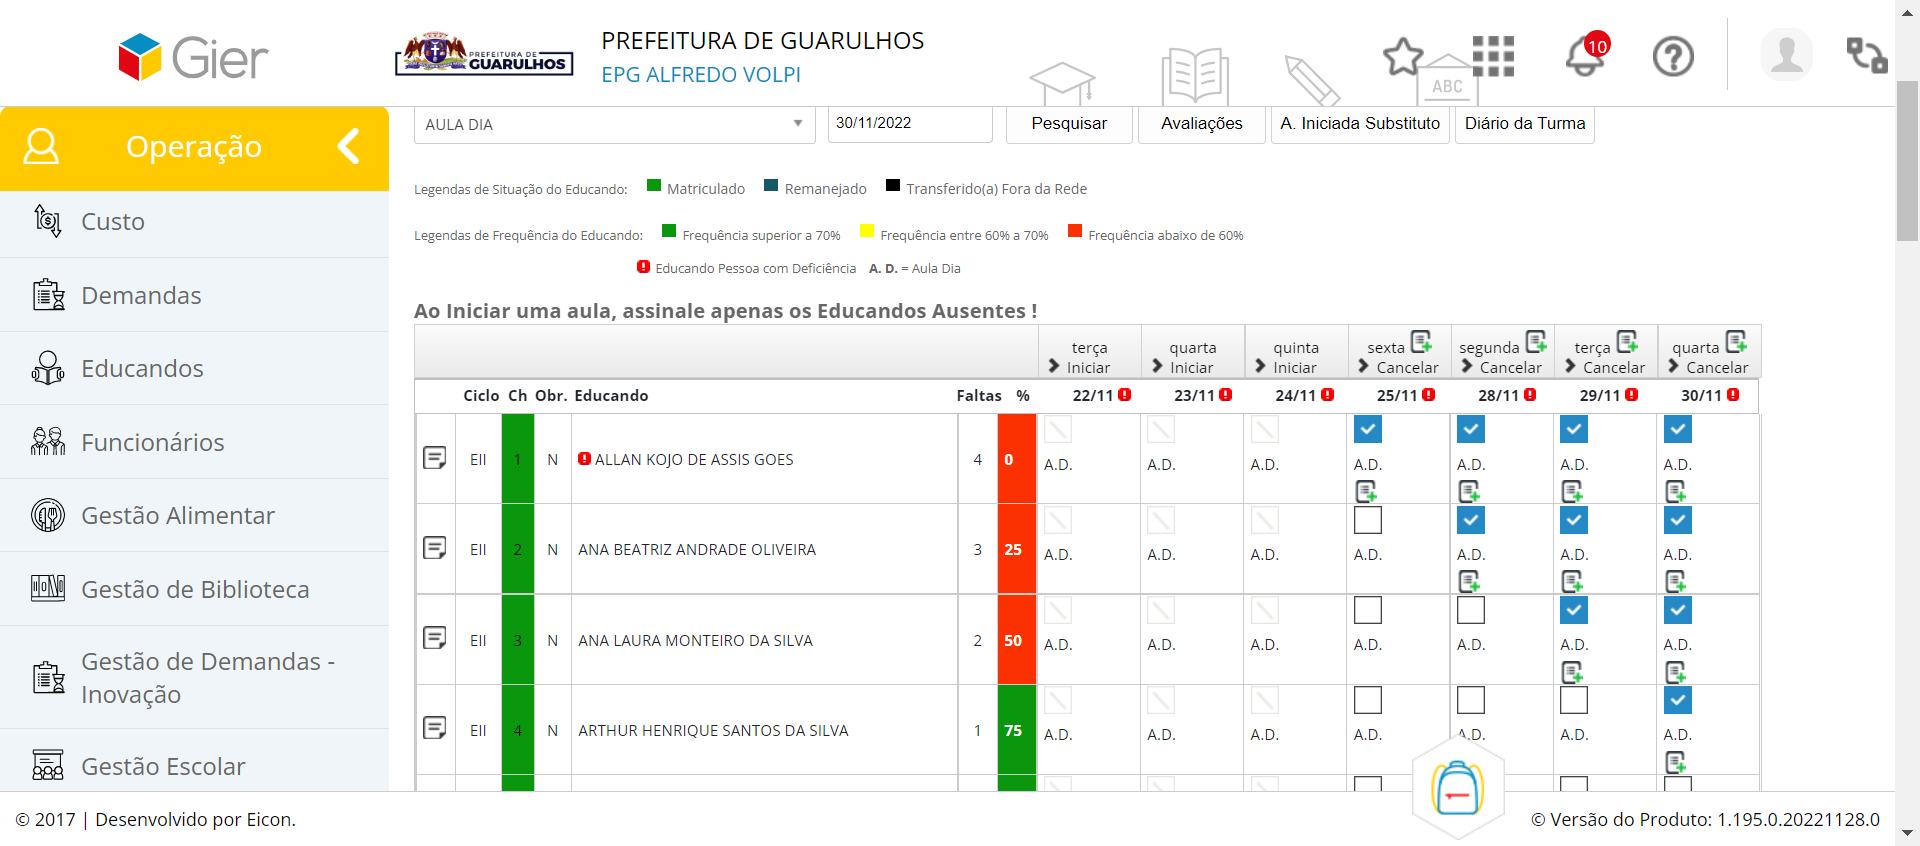 Gier
PREFEITURA DE
GUARULHOS
PREFEITURA DE GUARULHOS
EPG ALFREDO VOLPI
ABC
10
Operação
Custo
Demandas
Educandos
Funcionários
Gestão Alimentar
Gestão de Biblioteca
Gestão de Demandas -
Inovação
Gestão Escolar
AULA DIA
30/11/2022
Pesquisar
Avaliações
A. Iniciada Substituto
Diário da Turma
Legendas de Situação do Educando: Matriculado Remanejado Transferido(a) Fora da Rede
Legendas de Frequência do Educando: Frequência superior a 70% Frequência entre 60% a 70% Frequência abaixo de 60%
Educando Pessoa com Deficiência A. D. = Aula Dia
Ao Iniciar uma aula, assinale apenas os Educandos Ausentes !
terça quarta quinta sexta segunda terça quarta
Iniciar Iniciar Iniciar Cancelar Cancelar Cancelar Cancelar
Ciclo Ch Obr. Educando Faltas % 22/11 23/11 24/11 25/11 28/11 29/11 30/11
EII 1 N ALLAN KOJO DE ASSIS GOES 4 0
A.D. A.D. A.D. A.D. A.D. A.D. A.D.
EII 2 N ANA BEATRIZ ANDRADE OLIVEIRA 3 25
A.D. A.D. A.D. A.D. A.D. A.D. A.D.
EII 3 N ANA LAURA MONTEIRO DA SILVA 2 50
A.D. A.D. A.D. A.D. A.D. A.D. A.D.
EII 4 N ARTHUR HENRIQUE SANTOS DA SILVA 1 75
A.D. A.D. A.D. A.D. A.D. A.D. A.D.
© 2017 | Desenvolvido por Eicon.
© Versão do Produto: 1.195.0.20221128.0